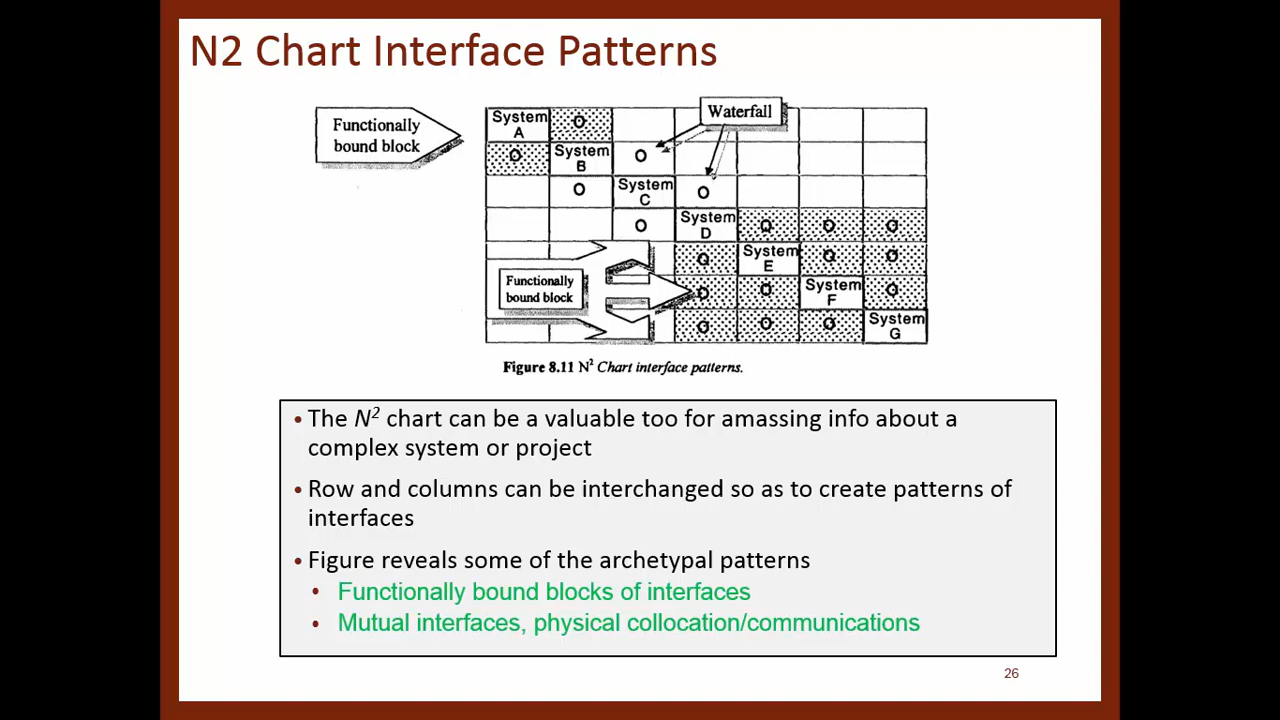 N2 Chart Interface Patterns
Functionally
bound block
Waterfall
System
A
O
O
System
B
O
O
System
C
O
O
System
D
O
O
O
O
System
E
O
O
O
O
System
F
O
Functionally
bound block
O
O
O
System
G
Figure 8.11 N² Chart interface patterns.
• The N² chart can be a valuable too for amassing info about a
complex system or project
• Row and columns can be interchanged so as to create patterns of
interfaces
• Figure reveals some of the archetypal patterns
• Functionally bound blocks of interfaces
• Mutual interfaces, physical collocation/communications
26